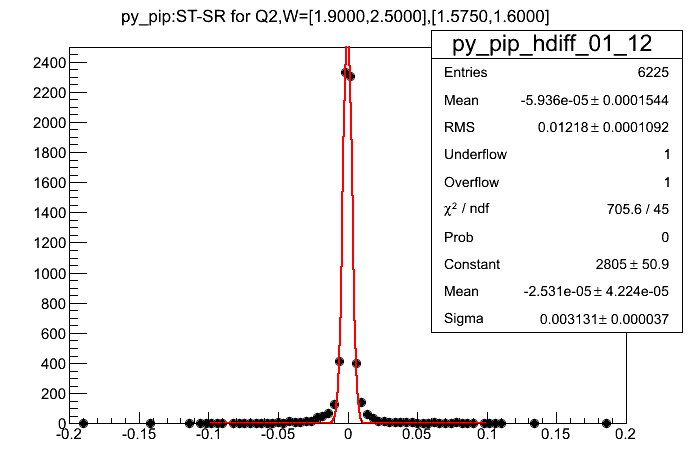 py_pip:ST-SR for Q2,W=[1.9000,2.5000],[1.5750,1.6000]
py_pip_hdiff_01_12
Entries 6225
Mean -5.936e-05 ± 0.0001544
RMS 0.01218 ± 0.0001092
Underflow 1
Overflow 1
χ² / ndf 705.6 / 45
Prob 0
Constant 2805 ± 50.9
Mean -2.531e-05 ± 4.224e-05
Sigma 0.003131 ± 0.000037
2400
2200
2000
1800
1600
1400
1200
1000
800
600
400
200
0
-0.2 -0.15 -0.1 -0.05 0 0.05 0.1 0.15 0.2